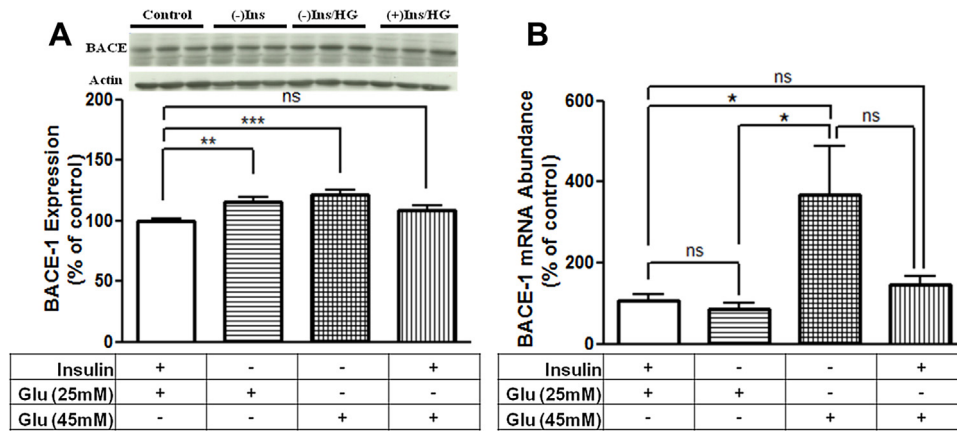 A
Control (-)Ins (-)Ins/HG (+)Ins/HG
BACE
Actin
BACE-1 Expression
(% of control)
200
150
100
50
0
ns
***
**
Insulin + - - +
Glu (25mM) + + - -
Glu (45mM) - - + +
B
BACE-1 mRNA Abundance
(% of control)
600
400
200
0
ns
*
*
ns
ns
Insulin + - - +
Glu (25mM) + + - -
Glu (45mM) - - + +